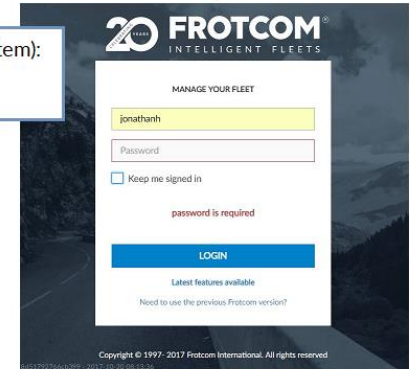 tem):
CELEBRATING 20 YEARS
FROTCOM®
INTELLIGENT FLEETS
MANAGE YOUR FLEET
jonathanh
Password
Keep me signed in
password is required
LOGIN
Latest features available
Need to use the previous Frotcom version?
Copyright © 1997- 2017 Frotcom International. All rights reserved